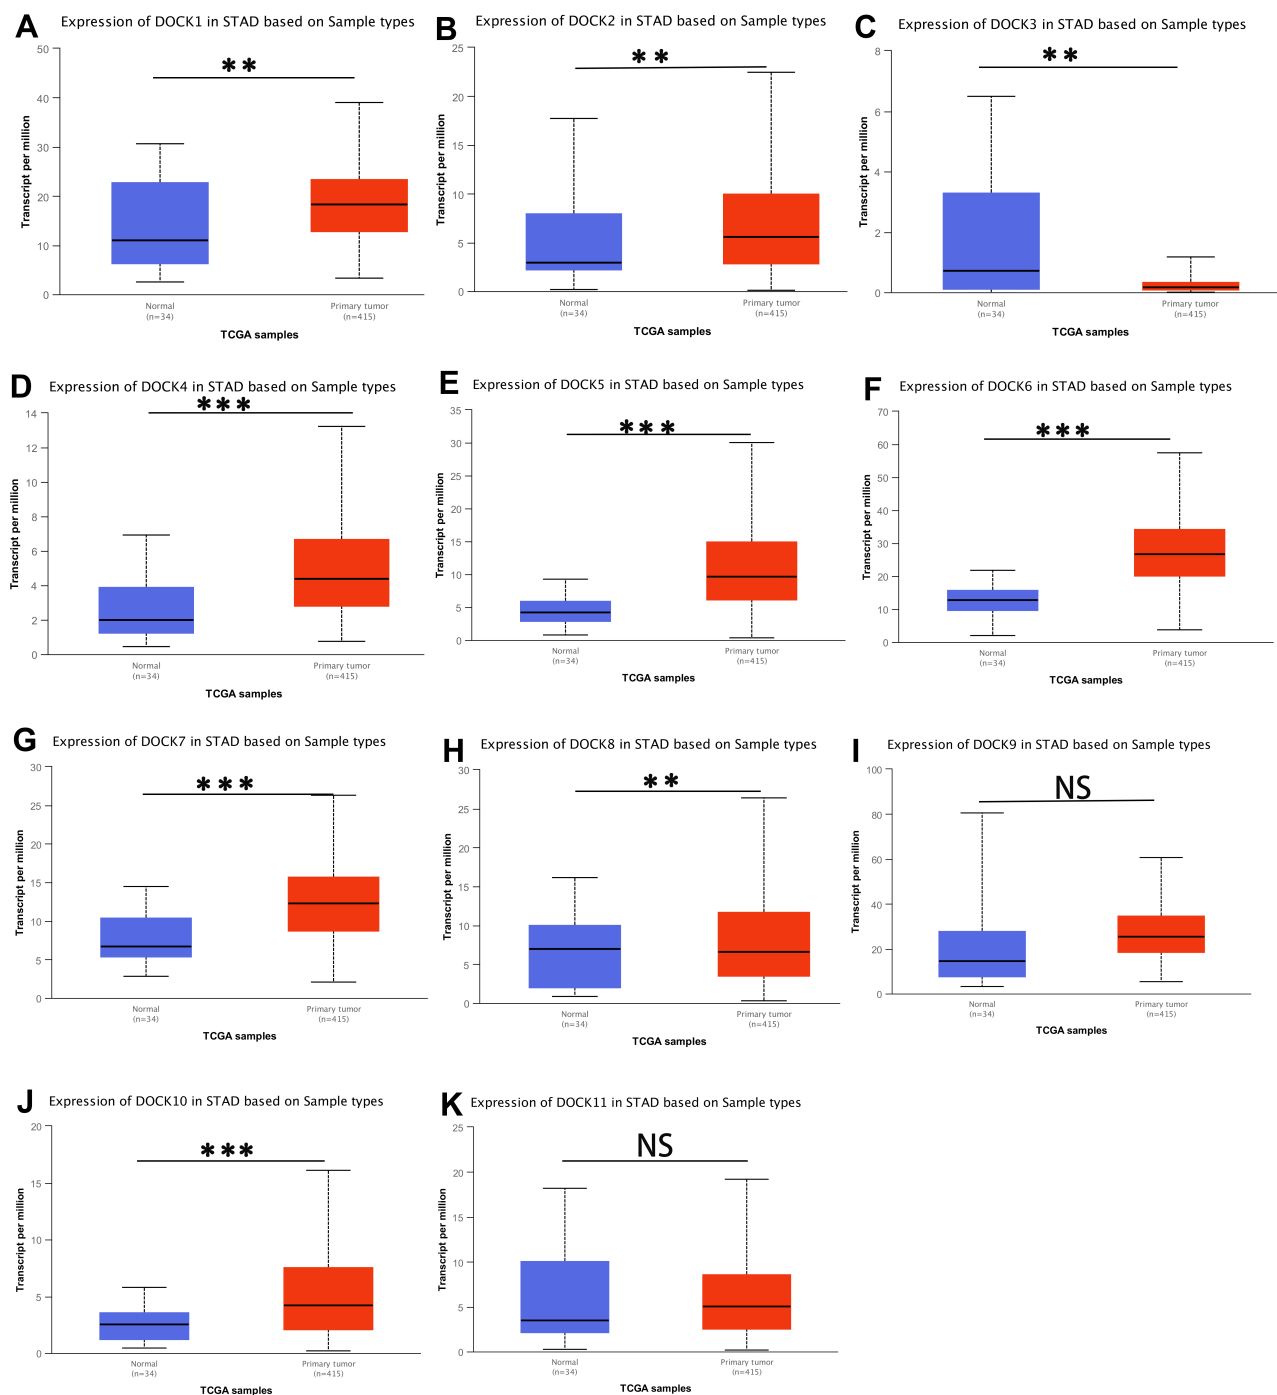 A Expression of DOCK1 in STAD based on Sample types
**
Transcript per million
50
40
30
20
10
0
Normal
(n=34)
Primary tumor
(n=415)
TCGA samples
B Expression of DOCK2 in STAD based on Sample types
**
Transcript per million
25
20
15
10
5
0
Normal
(n=34)
Primary tumor
(n=415)
TCGA samples
C Expression of DOCK3 in STAD based on Sample types
**
Transcript per million
8
6
4
2
0
Normal
(n=34)
Primary tumor
(n=415)
TCGA samples
D Expression of DOCK4 in STAD based on Sample types
***
Transcript per million
14
12
10
8
6
4
2
0
Normal
(n=34)
Primary tumor
(n=415)
TCGA samples
E Expression of DOCK5 in STAD based on Sample types
***
Transcript per million
35
30
25
20
15
10
5
0
Normal
(n=34)
Primary tumor
(n=415)
TCGA samples
F Expression of DOCK6 in STAD based on Sample types
***
Transcript per million
70
60
50
40
30
20
10
0
Normal
(n=34)
Primary tumor
(n=415)
TCGA samples
G Expression of DOCK7 in STAD based on Sample types
***
Transcript per million
30
25
20
15
10
5
0
Normal
(n=34)
Primary tumor
(n=415)
TCGA samples
H Expression of DOCK8 in STAD based on Sample types
**
Transcript per million
30
25
20
15
10
5
0
Normal
(n=34)
Primary tumor
(n=415)
TCGA samples
I Expression of DOCK9 in STAD based on Sample types
NS
Transcript per million
100
80
60
40
20
0
Normal
(n=34)
Primary tumor
(n=415)
TCGA samples
J Expression of DOCK10 in STAD based on Sample types
***
Transcript per million
20
15
10
5
0
Normal
(n=34)
Primary tumor
(n=415)
TCGA samples
K Expression of DOCK11 in STAD based on Sample types
NS
Transcript per million
25
20
15
10
5
0
Normal
(n=34)
Primary tumor
(n=415)
TCGA samples